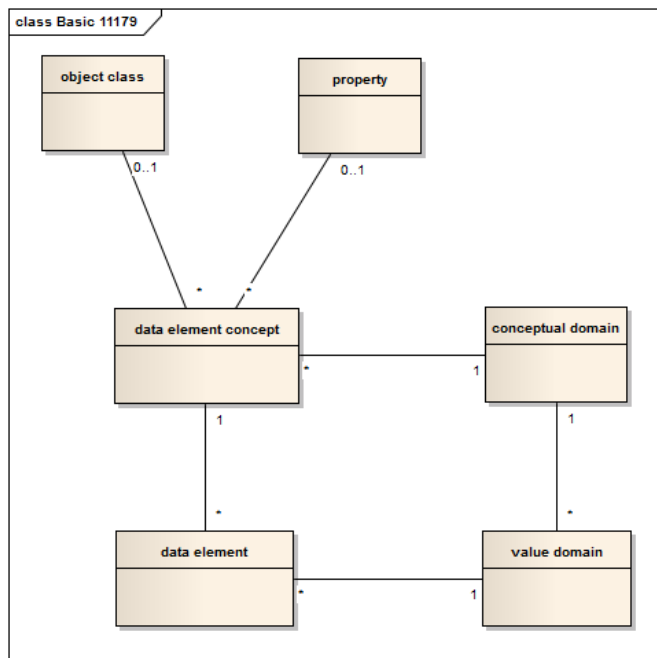 class Basic 11179
object class
property
0..1
0..1
*
*
data element concept
conceptual domain
*
1
1
1
*
*
data element
value domain
*
1